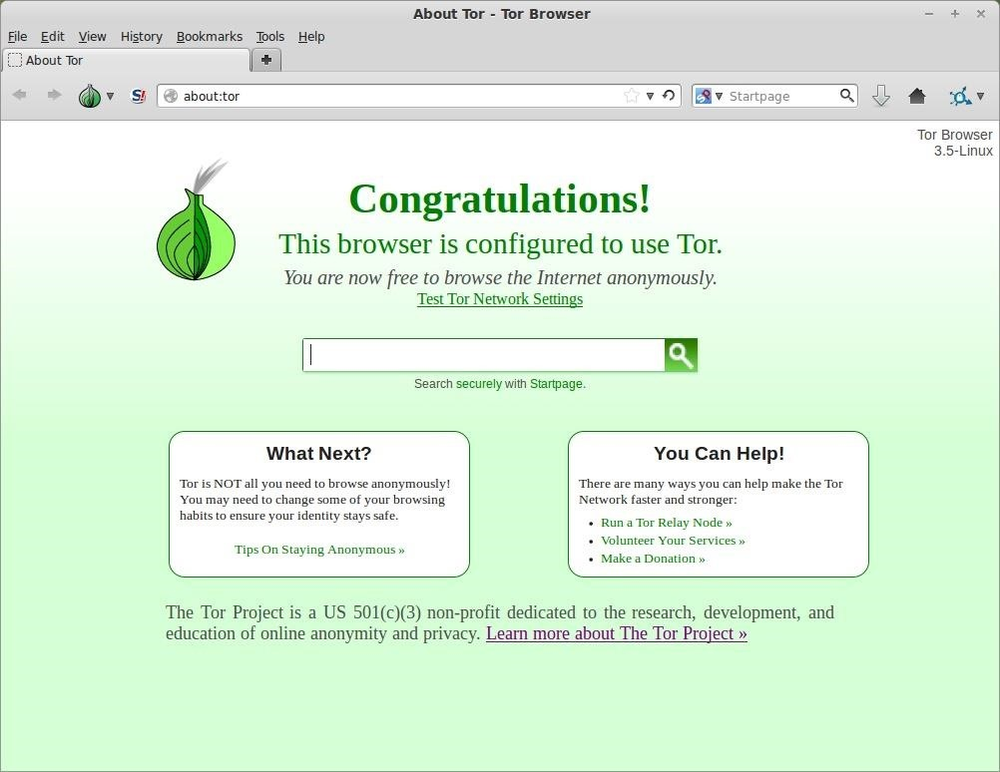 About Tor - Tor Browser
File Edit View History Bookmarks Tools Help
About Tor
S! about:tor Startpage
Tor Browser
3.5-Linux
Congratulations!
This browser is configured to use Tor.
You are now free to browse the Internet anonymously.
Test Tor Network Settings
Search securely with Startpage.
What Next?
Tor is NOT all you need to browse anonymously!
You may need to change some of your browsing
habits to ensure your identity stays safe.
Tips On Staying Anonymous »
You Can Help!
There are many ways you can help make the Tor
Network faster and stronger:
• Run a Tor Relay Node »
• Volunteer Your Services »
• Make a Donation »
The Tor Project is a US 501(c)(3) non-profit dedicated to the research, development, and
education of online anonymity and privacy. Learn more about The Tor Project »